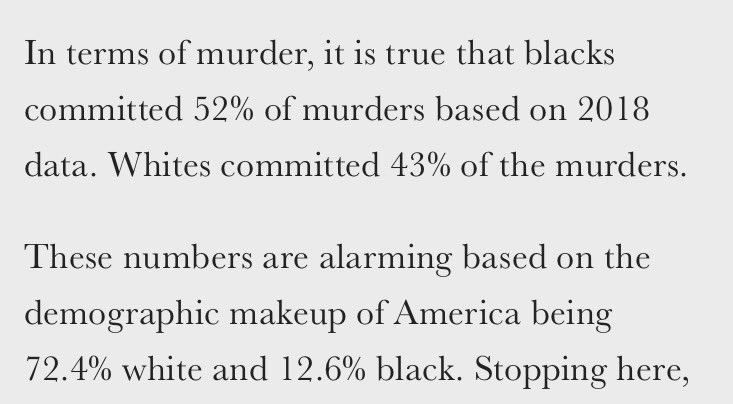 In terms of murder, it is true that blacks
committed 52% of murders based on 2018
data. Whites committed 43% of the murders.
These numbers are alarming based on the
demographic makeup of America being
72.4% white and 12.6% black. Stopping here,